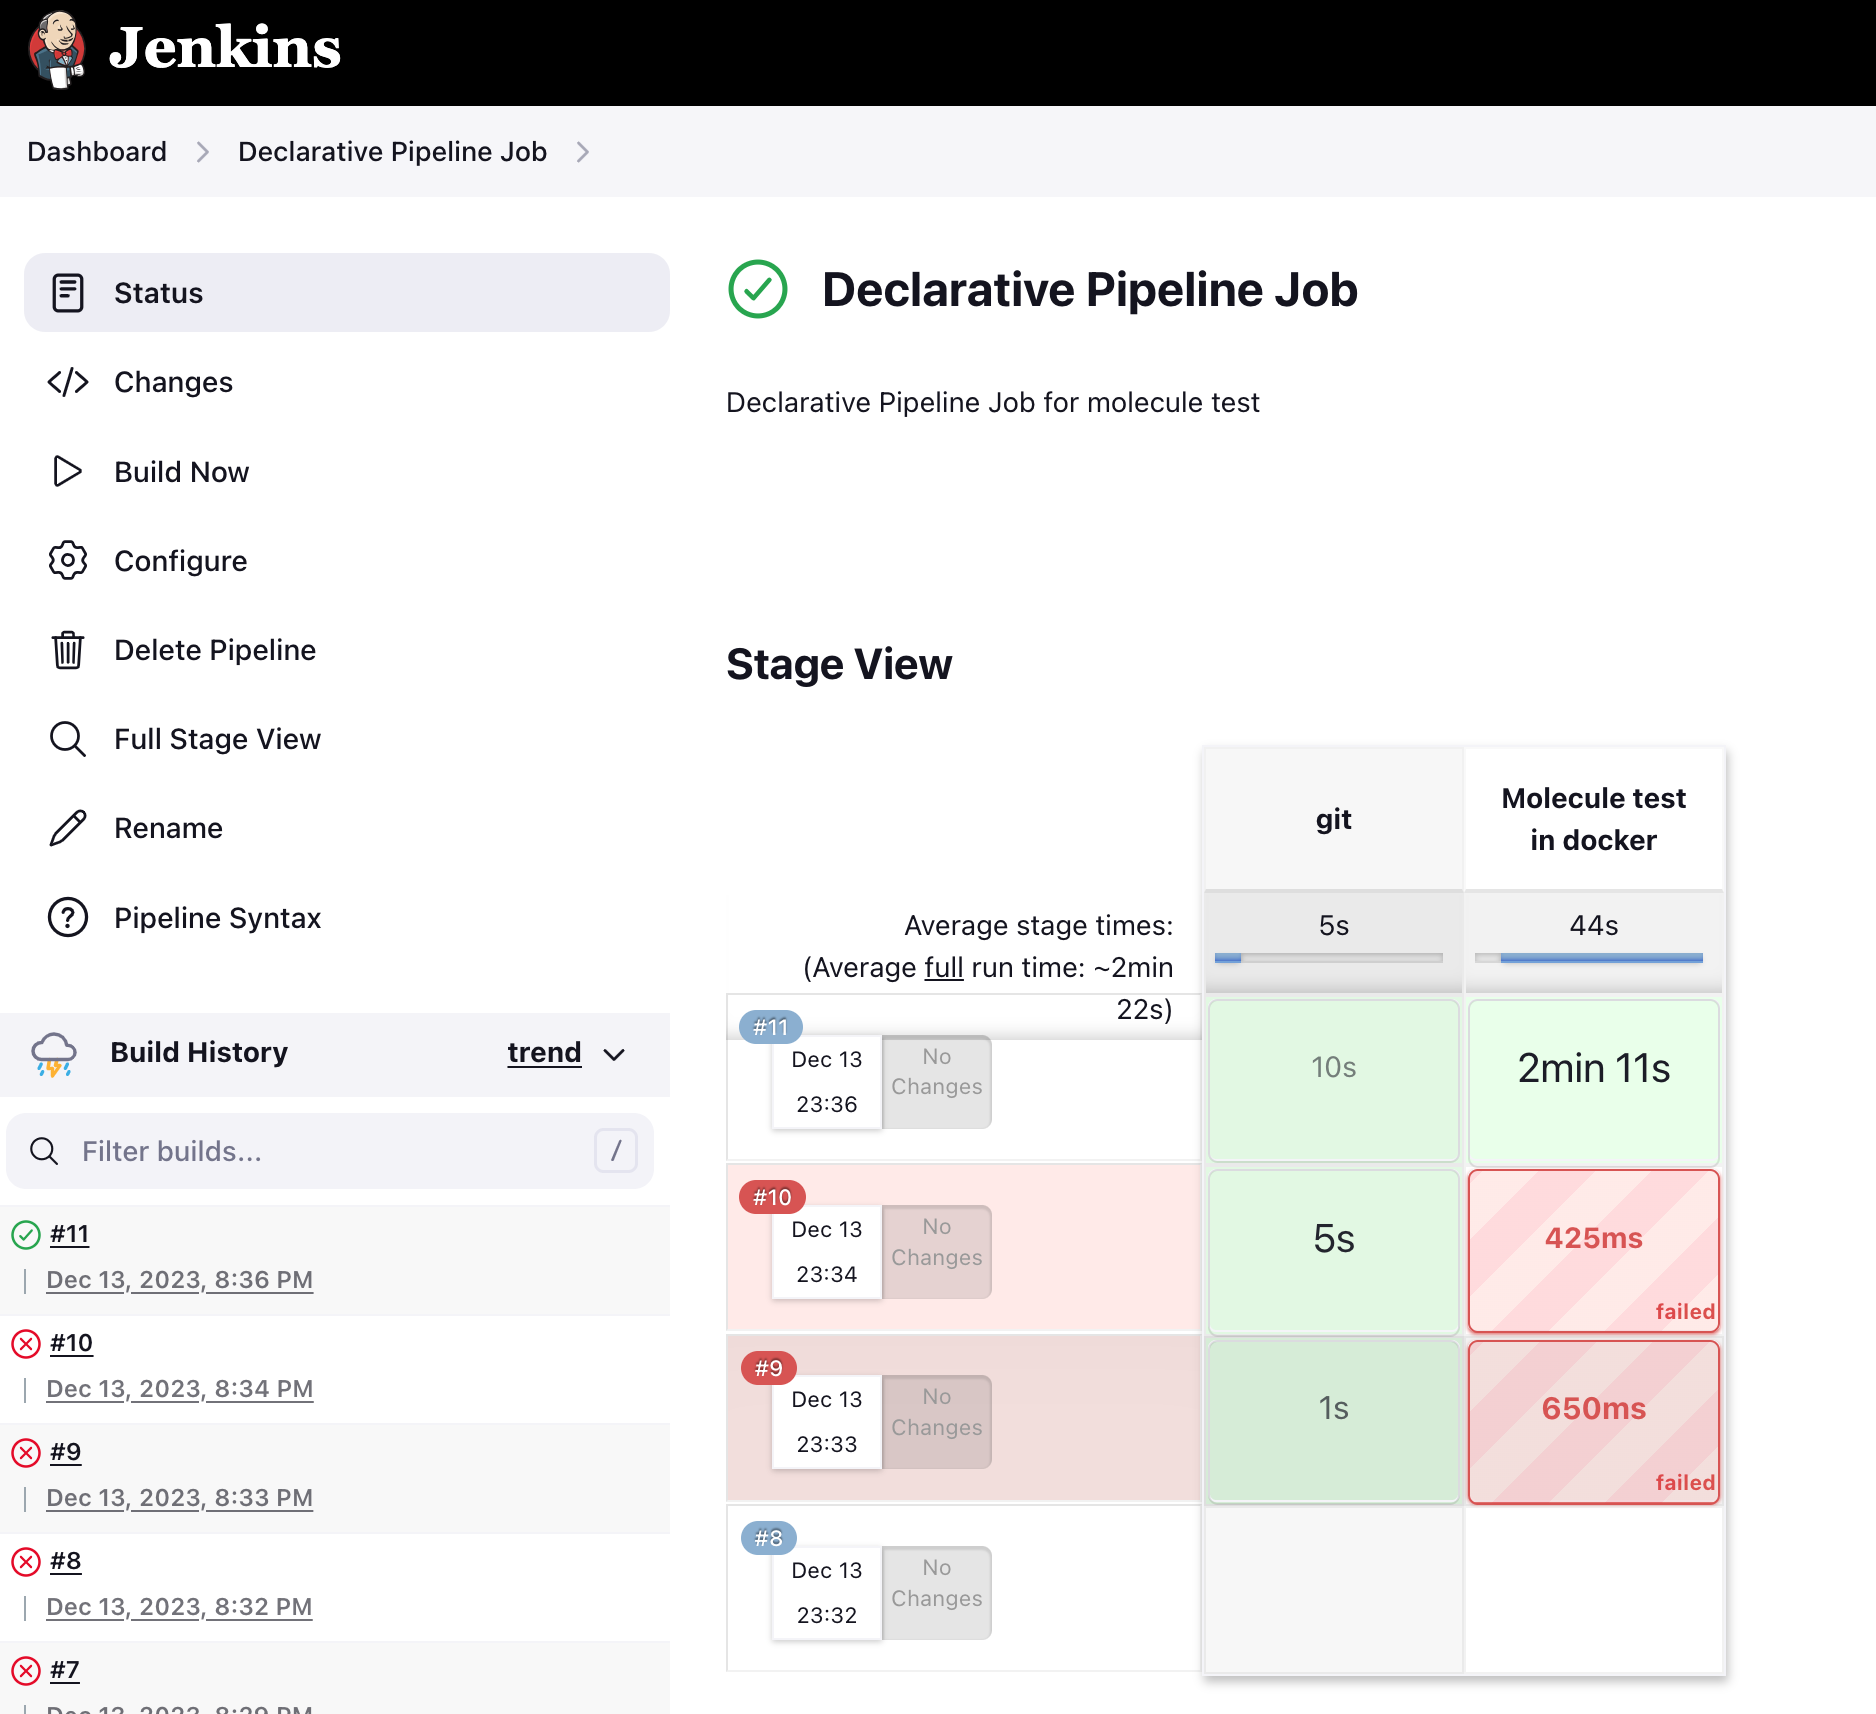 Jenkins
Dashboard
Declarative Pipeline Job
Status
Changes
Build Now
Configure
Delete Pipeline
Full Stage View
Rename
Pipeline Syntax
Build History
trend
Filter builds...
/
#11
Dec 13, 2023, 8:36 PM
#10
Dec 13, 2023, 8:34 PM
#9
Dec 13, 2023, 8:33 PM
#8
Dec 13, 2023, 8:32 PM
#7
Declarative Pipeline Job
Declarative Pipeline Job for molecule test
Stage View
git
Molecule test
in docker
Average stage times:
(Average full run time: ~2min
22s)
5s
44s
#11
Dec 13
23:36
No
Changes
10s
2min 11s
#10
Dec 13
23:34
No
Changes
5s
425ms
failed
#9
Dec 13
23:33
No
Changes
1s
650ms
failed
#8
Dec 13
23:32
No
Changes